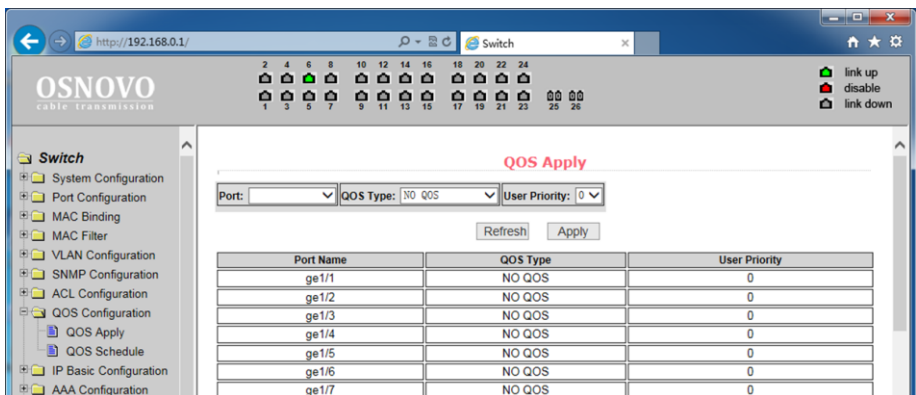 http://192.168.0.1/
Switch
2 4 6 8 10 12 14 16 18 20 22 24
1 3 5 7 9 11 13 15 17 19 21 23 25 26
OSNOVO
cable transmission
link up
disable
link down
Switch
System Configuration
Port Configuration
MAC Binding
MAC Filter
VLAN Configuration
SNMP Configuration
ACL Configuration
QOS Configuration
QOS Apply
QOS Schedule
IP Basic Configuration
AAA Configuration
QOS Apply
Port: QOS Type: NO QOS User Priority: 0
Refresh Apply
Port Name QOS Type User Priority
ge1/1 NO QOS 0
ge1/2 NO QOS 0
ge1/3 NO QOS 0
ge1/4 NO QOS 0
ge1/5 NO QOS 0
ge1/6 NO QOS 0
ge1/7 NO QOS 0